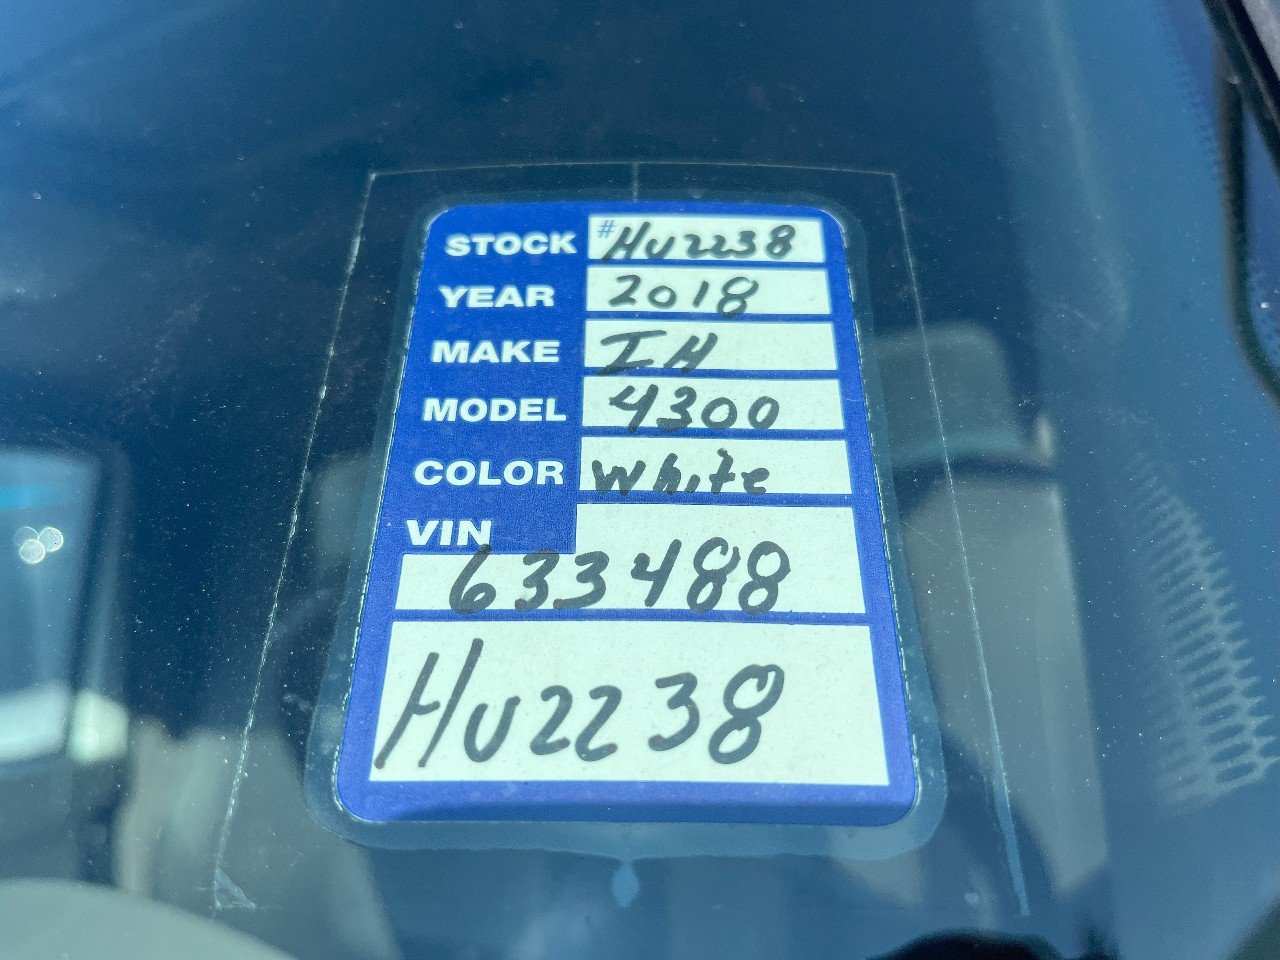 STOCK #HU2238
YEAR 2018
MAKE IH
MODEL 4300
COLOR White
VIN
633488
HU2238